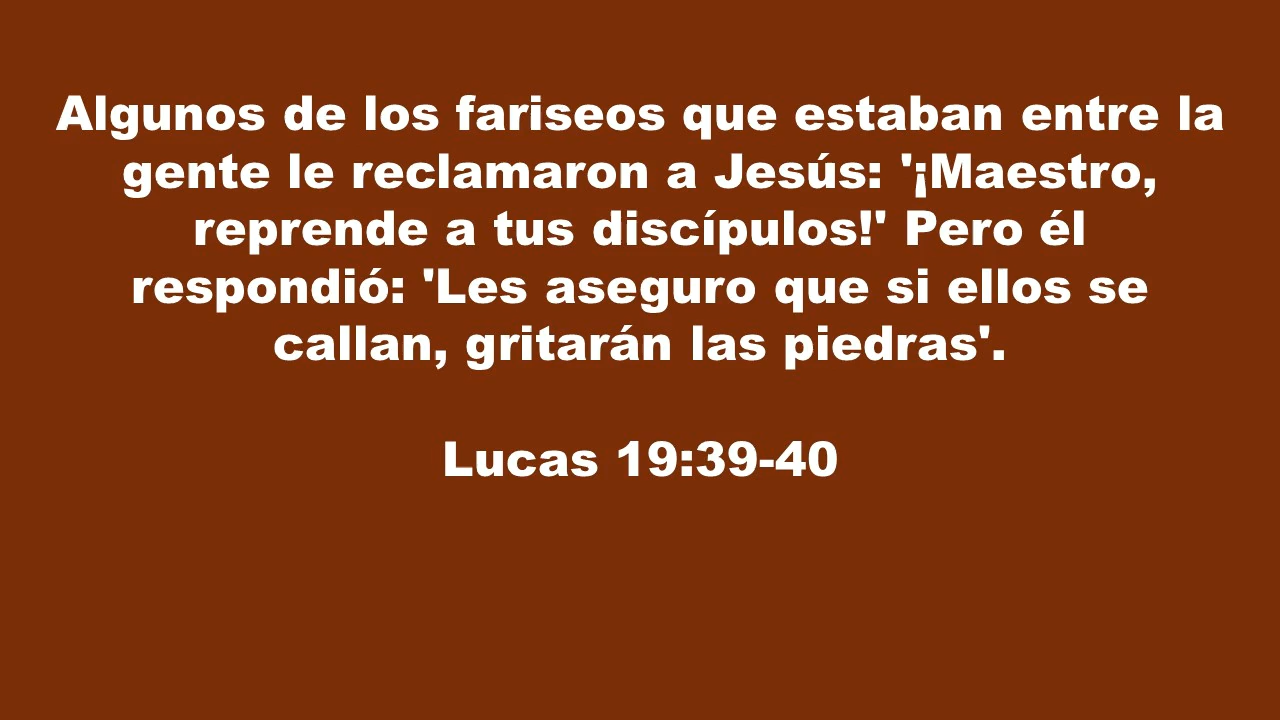 Algunos de los fariseos que estaban entre la
gente le reclamaron a Jesús: '¡Maestro,
reprende a tus discípulos!' Pero él
respondió: 'Les aseguro que si ellos se
callan, gritarán las piedras'.
Lucas 19:39-40